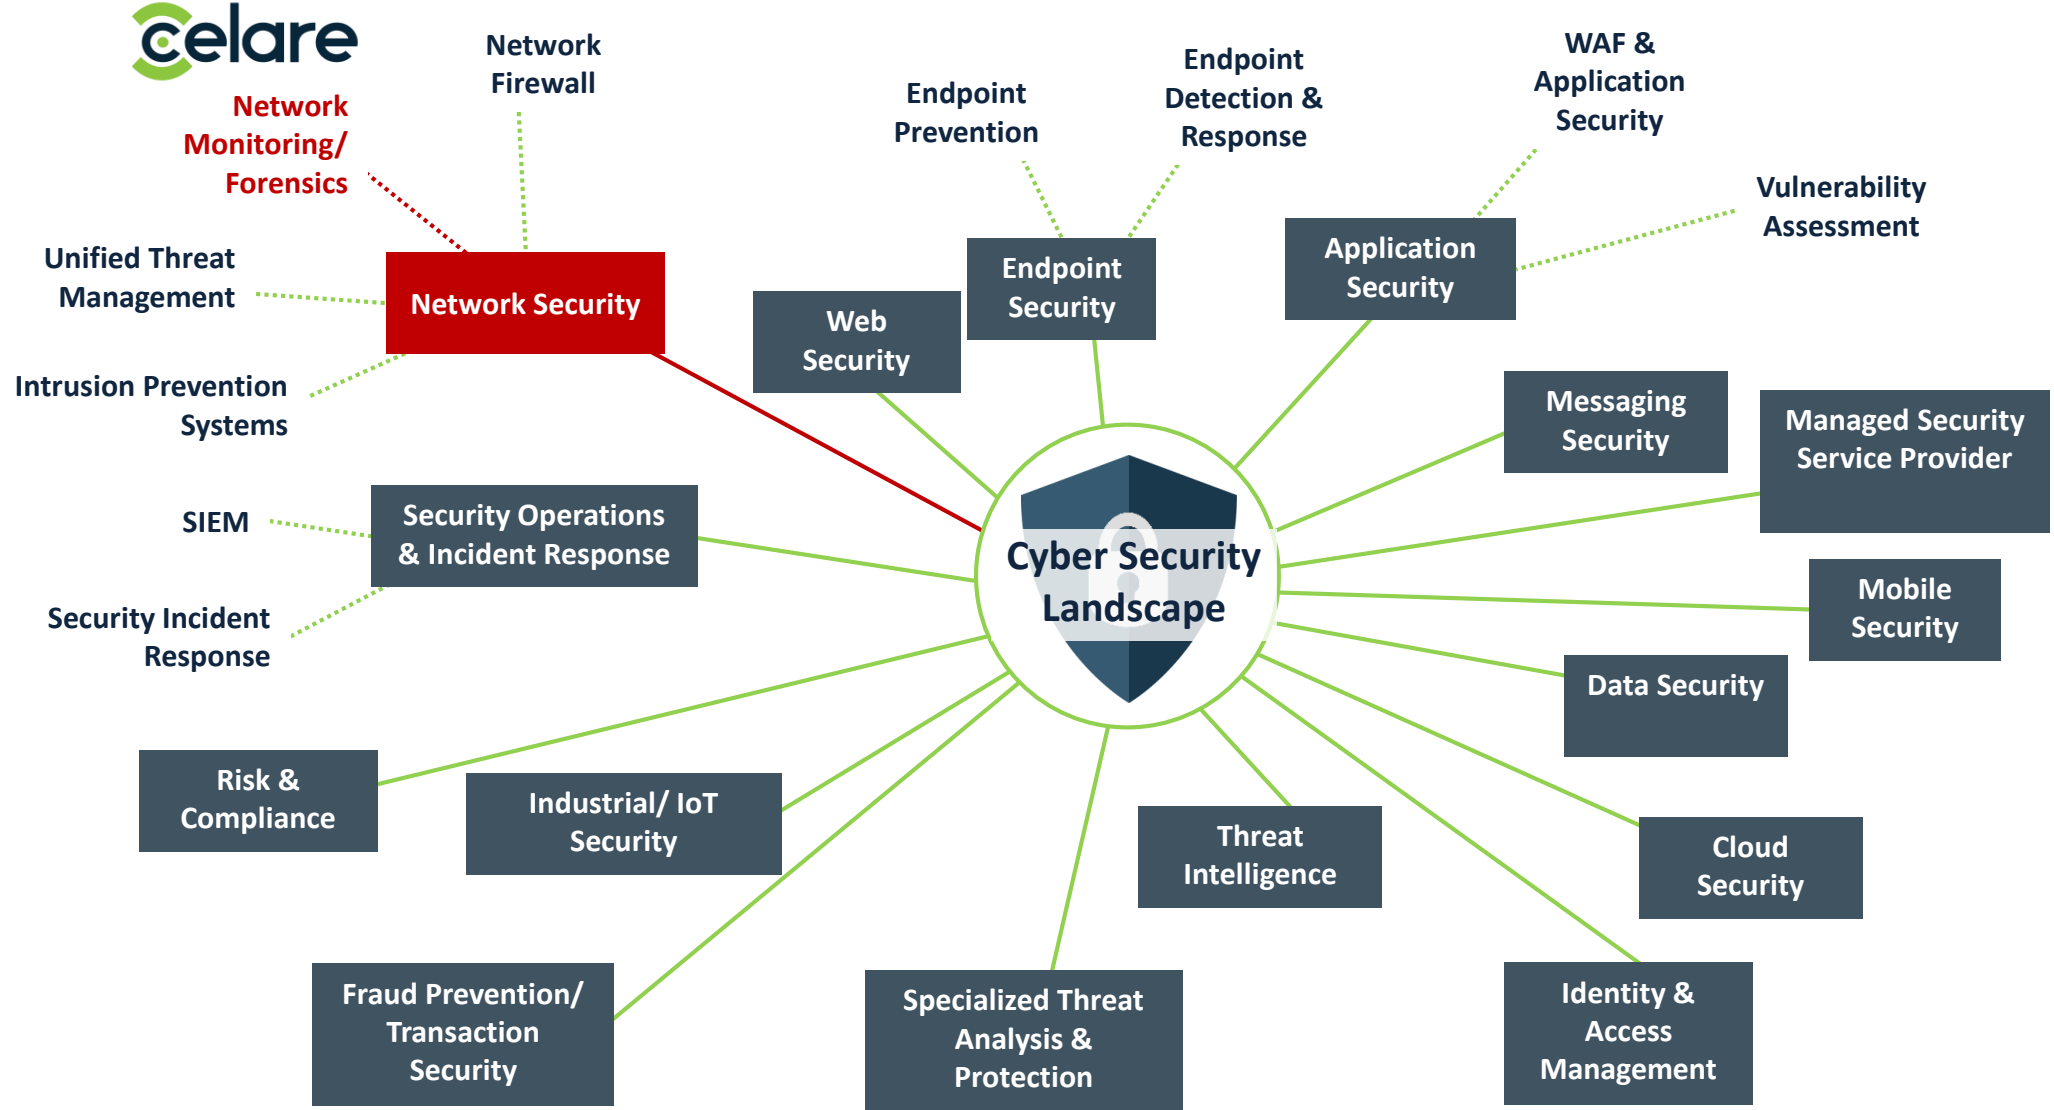 celare
Network
Monitoring/
Forensics
Network
Firewall
Unified Threat
Management
Network Security
Intrusion Prevention
Systems
Endpoint
Prevention
Endpoint
Detection &
Response
Endpoint
Security
Web
Security
WAF &
Application
Security
Vulnerability
Assessment
Application
Security
Messaging
Security
Managed Security
Service Provider
SIEM
Security Operations
& Incident Response
Security Incident
Response
Cyber Security
Landscape
Mobile
Security
Data Security
Risk &
Compliance
Industrial/ IoT
Security
Threat
Intelligence
Cloud
Security
Fraud Prevention/
Transaction
Security
Specialized Threat
Analysis &
Protection
Identity &
Access
Management